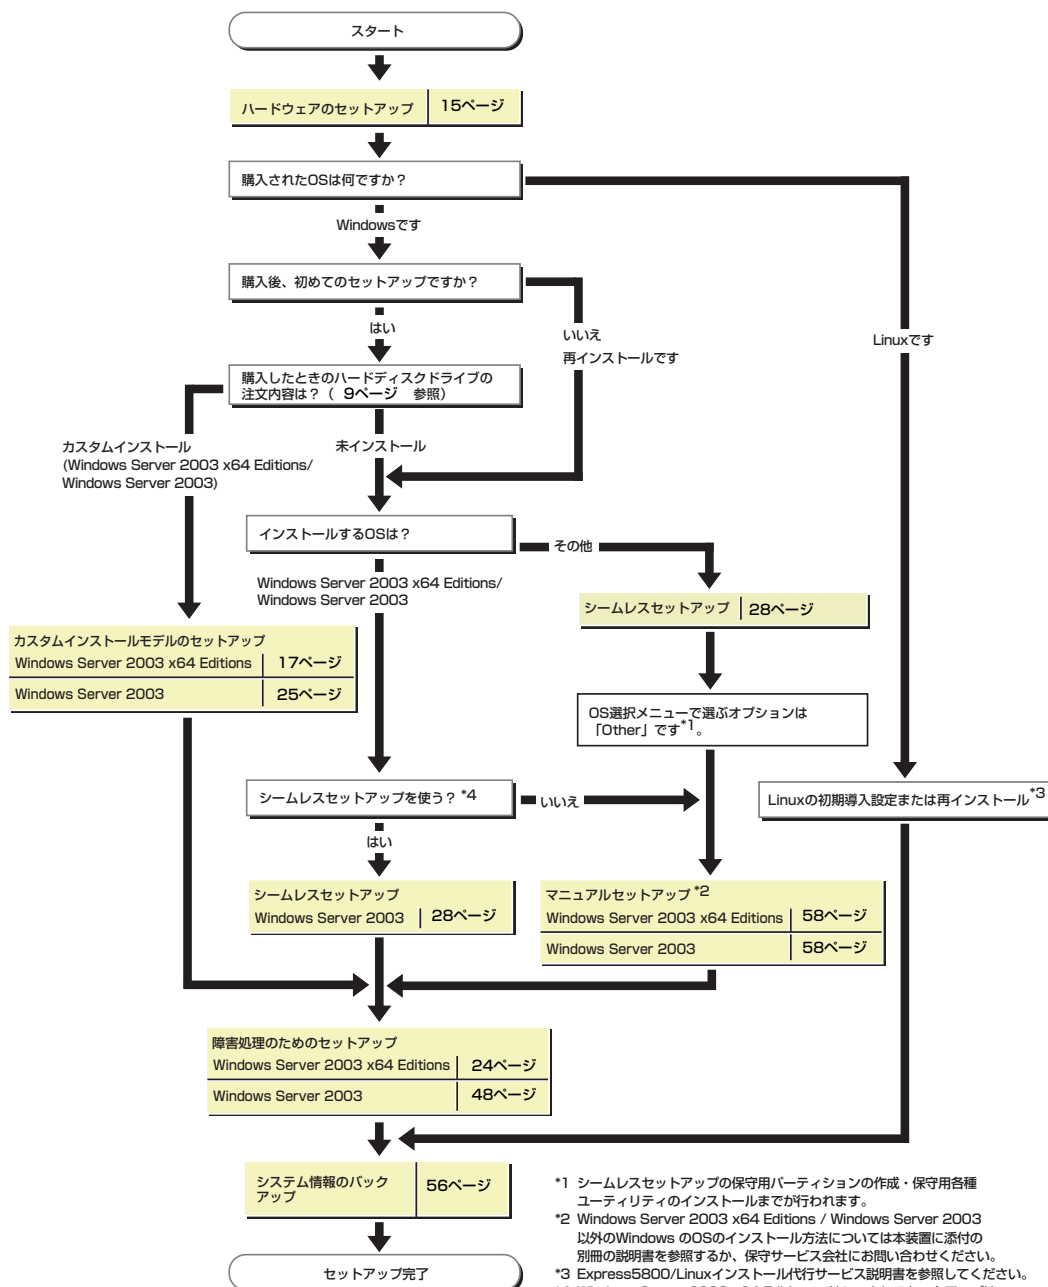 スタート
ハードウェアのセットアップ 15ページ
購入されたOSは何ですか？
Windowsです
購入後、初めてのセットアップですか？
はい
いいえ
再インストールです
Linuxです
購入したときのハードディスクドライブの
注文内容は？（ 9ページ 参照）
カスタムインストール
(Windows Server 2003 x64 Editions/
Windows Server 2003)
未インストール
インストールするOSは？
その他
Windows Server 2003 x64 Editions/
Windows Server 2003
シームレスセットアップ 28ページ
カスタムインストールモデルのセットアップ
Windows Server 2003 x64 Editions 17ページ
Windows Server 2003 25ページ
OS選択メニューで選ぶオプションは
「Other」です*1。
シームレスセットアップを使う？ *4
いいえ
Linuxの初期導入設定または再インストール*3
はい
シームレスセットアップ
Windows Server 2003 28ページ
マニュアルセットアップ *2
Windows Server 2003 x64 Editions 58ページ
Windows Server 2003 58ページ
障害処理のためのセットアップ
Windows Server 2003 x64 Editions 24ページ
Windows Server 2003 48ページ
システム情報のバック
アップ 56ページ
セットアップ完了
*1 シームレスセットアップの保守用パーティションの作成・保守用各種
ユーティリティのインストールまでが行われます。
*2 Windows Server 2003 x64 Editions / Windows Server 2003
以外のWindows のOSのインストール方法については本装置に添付の
別冊の説明書を参照するか、保守サービス会社にお問い合わせください。
*3 Express5800/Linuxインストール代行サービス説明書を参照してください。